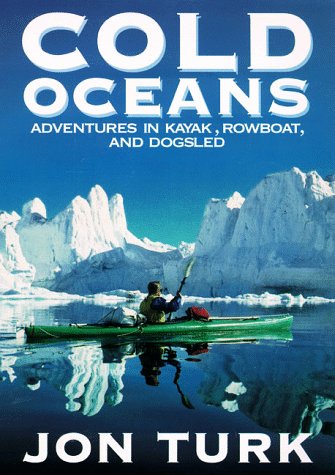 COLD
OCEANS
ADVENTURES IN KAYAK, ROWBOAT,
AND DOGSLED
JON TURK